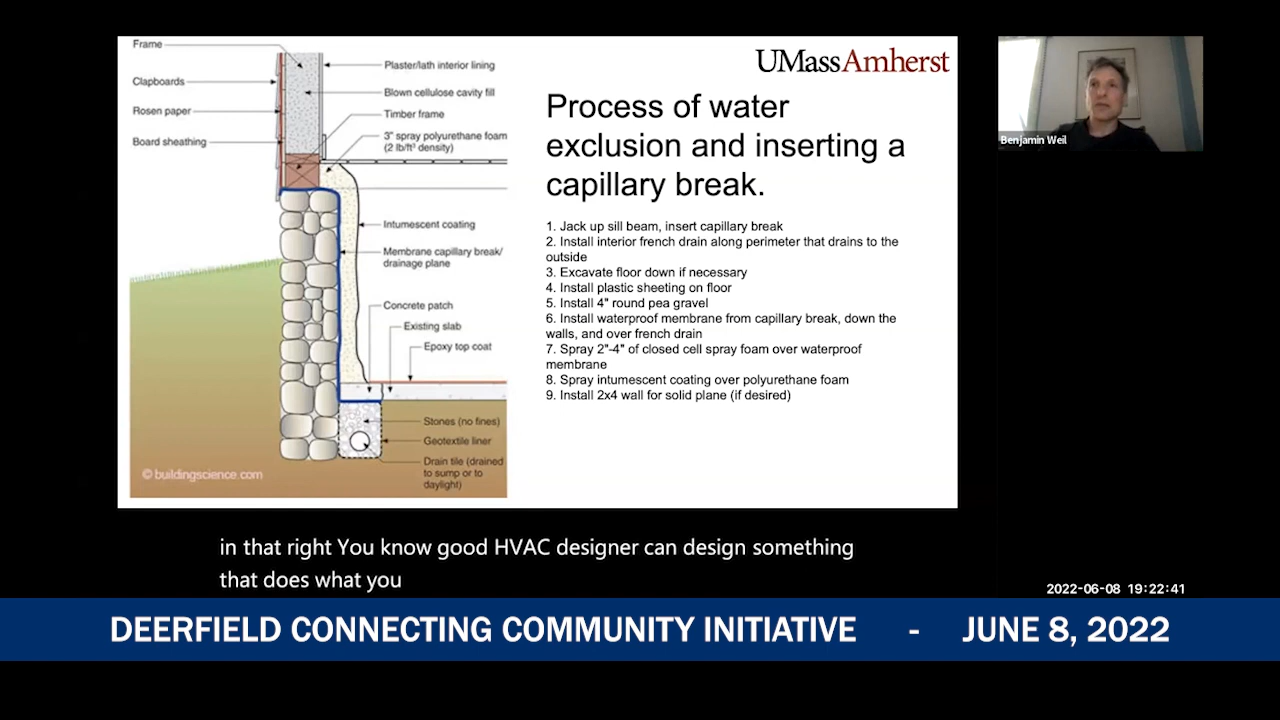 Frame
Clapboards
Rosen paper
Board sheathing
Plaster/lath interior lining
Blown cellulose cavity fill
Timber frame
3" spray polyurethane foam
(2 lb/ft³ density)
Intumescent coating
Membrane capillary break/
drainage plane
Concrete patch
Existing slab
Epoxy top coat
Stones (no fines)
Geotextile liner
Drain tile (drained
to sump or to
daylight)
© buildingscience.com
UMassAmherst
Process of water
exclusion and inserting a
capillary break.
1. Jack up sill beam, insert capillary break
2. Install interior french drain along perimeter that drains to the
outside
3. Excavate floor down if necessary
4. Install plastic sheeting on floor
5. Install 4" round pea gravel
6. Install waterproof membrane from capillary break, down the
walls, and over french drain
7. Spray 2"-4" of closed cell spray foam over waterproof
membrane
8. Spray intumescent coating over polyurethane foam
9. Install 2x4 wall for solid plane (if desired)
Benjamin Weil
in that right You know good HVAC designer can design something
that does what you
2022-06-08 19:22:41
DEERFIELD CONNECTING COMMUNITY INITIATIVE - JUNE 8, 2022